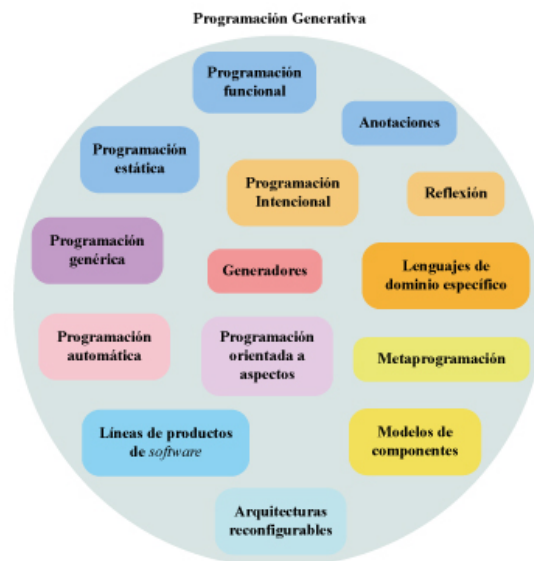 Programación Generativa
Programación
funcional
Anotaciones
Programación
estática
Programación
Intencional
Reflexión
Programación
genérica
Generadores
Lenguajes de
dominio específico
Programación
automática
Programación
orientada a
aspectos
Metaprogramación
Líneas de productos
de software
Modelos de
componentes
Arquitecturas
reconfigurables